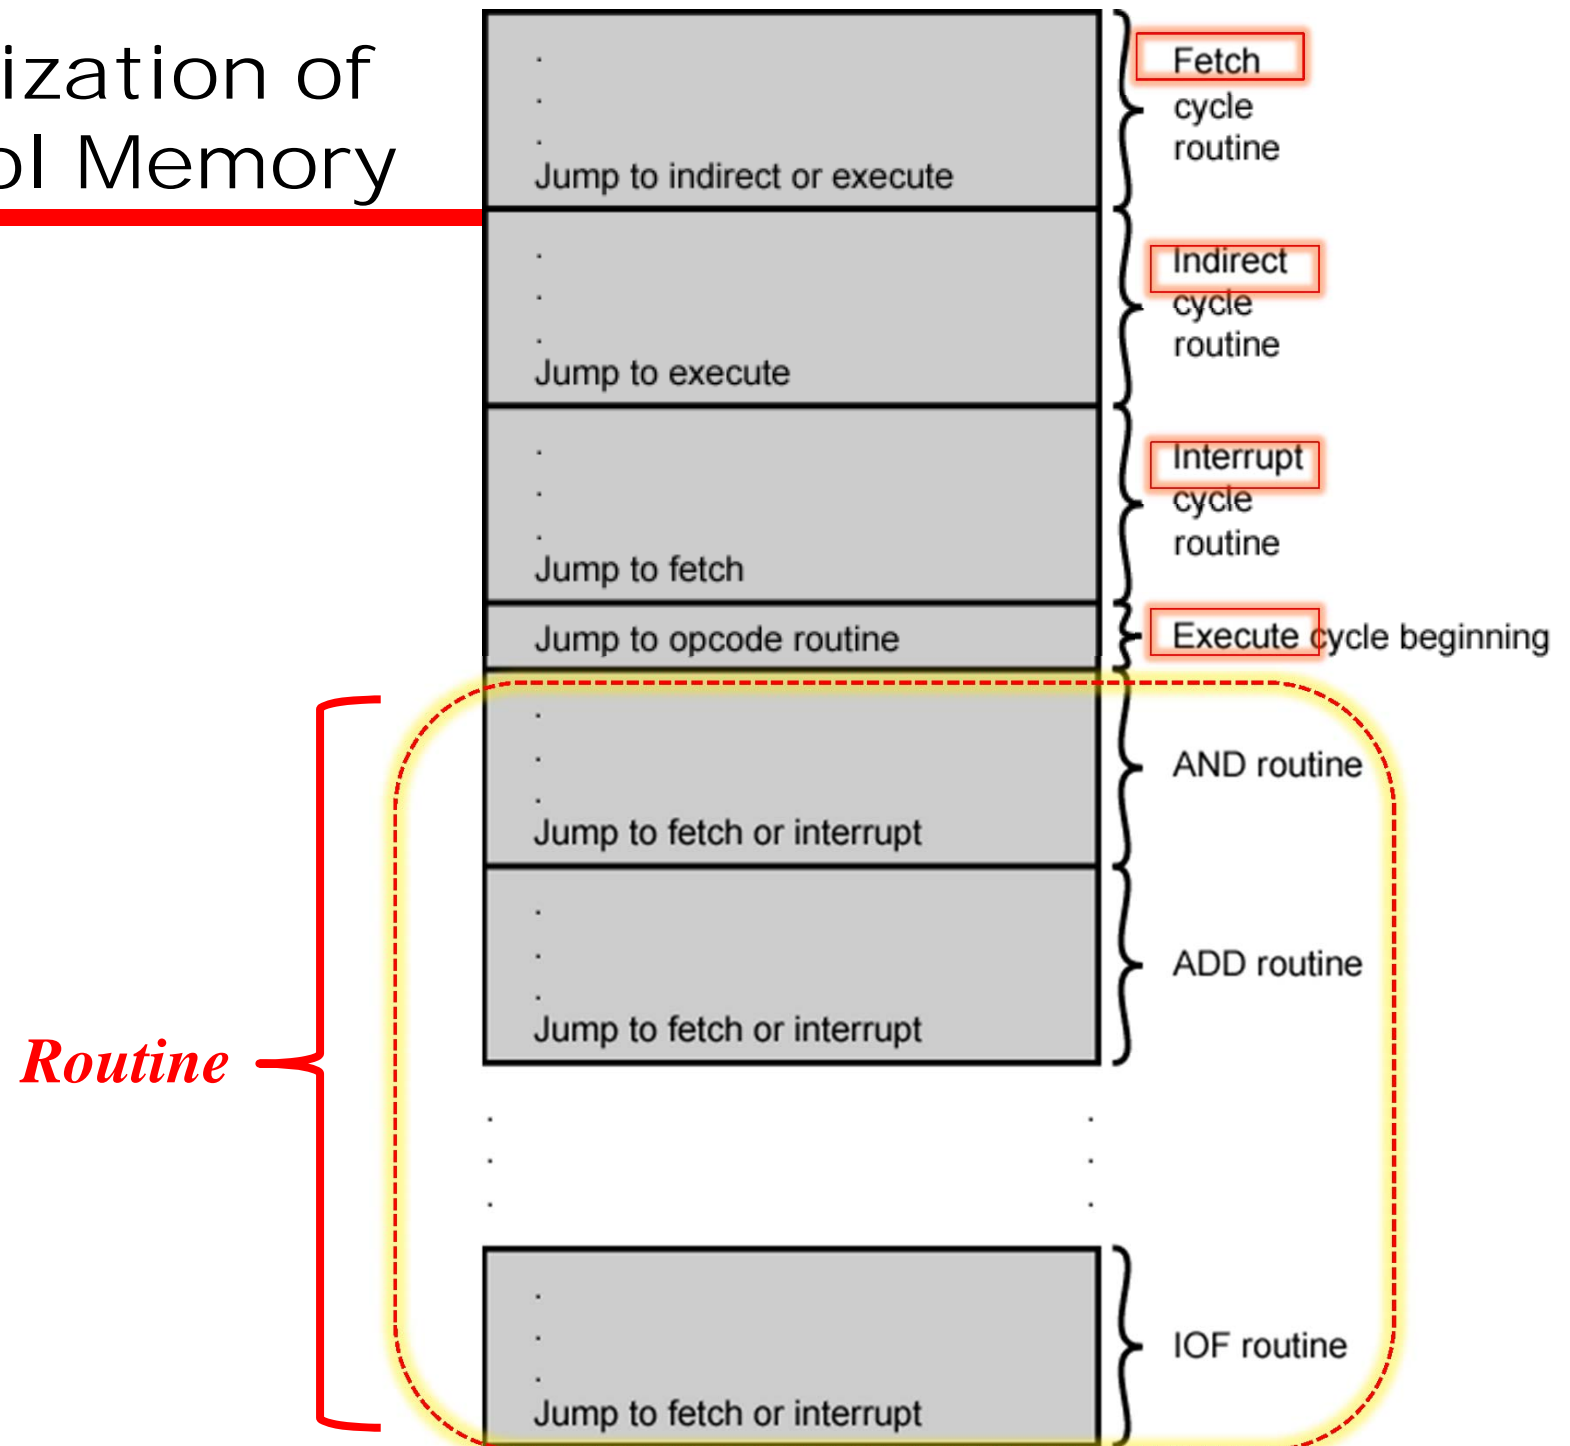 ization of
ol Memory
.
.
.
Jump to indirect or execute
Fetch
cycle
routine
.
.
.
Jump to execute
Indirect
cycle
routine
.
.
.
Jump to fetch
Interrupt
cycle
routine
Jump to opcode routine
Execute cycle beginning
.
.
.
Jump to fetch or interrupt
AND routine
.
.
.
Jump to fetch or interrupt
ADD routine
Routine
. .
. .
. .
.
.
.
Jump to fetch or interrupt
IOF routine